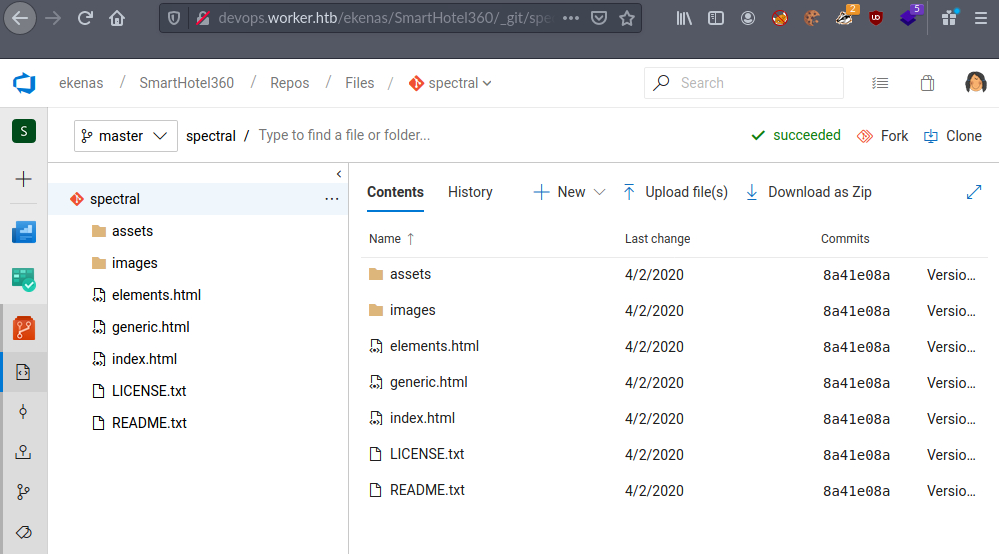 devops.worker.htb/ekenas/SmartHotel360/_git/spe
2
5
ekenas / SmartHotel360 / Repos / Files / spectral
Search
S
master
spectral / Type to find a file or folder...
succeeded
Fork
Clone
spectral
assets
images
elements.html
generic.html
index.html
LICENSE.txt
README.txt
Contents
History
New
Upload file(s)
Download as Zip
Name ↑ Last change Commits
assets 4/2/2020 8a41e08a Versio...
images 4/2/2020 8a41e08a Versio...
elements.html 4/2/2020 8a41e08a Versio...
generic.html 4/2/2020 8a41e08a Versio...
index.html 4/2/2020 8a41e08a Versio...
LICENSE.txt 4/2/2020 8a41e08a Versio...
README.txt 4/2/2020 8a41e08a Versio...